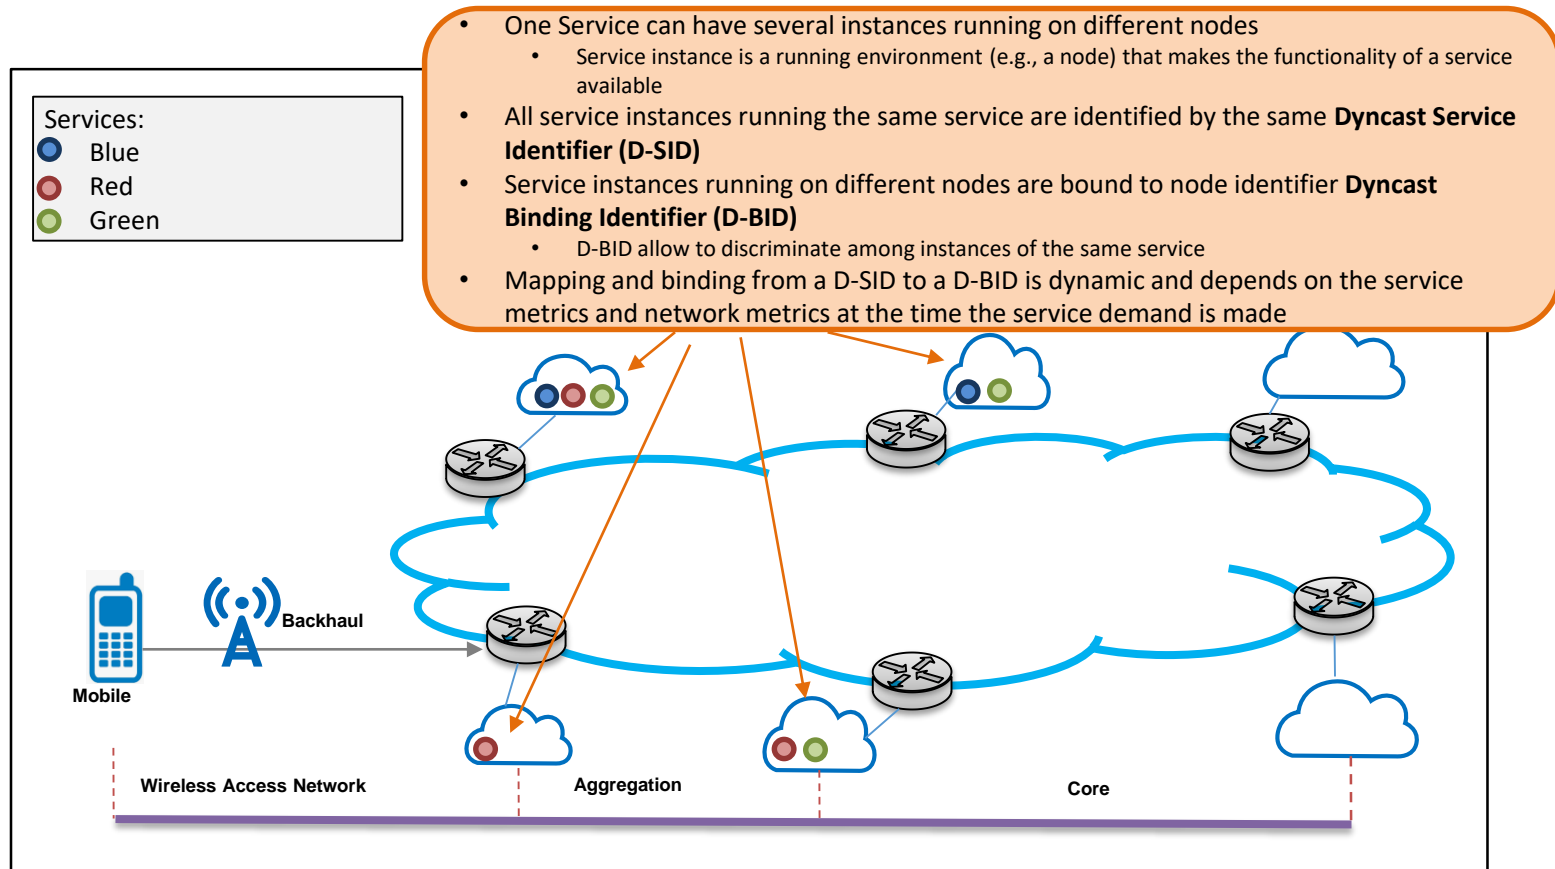 • One Service can have several instances running on different nodes
• Service instance is a running environment (e.g., a node) that makes the functionality of a service
available
• All service instances running the same service are identified by the same Dyncast Service
Identifier (D-SID)
• Service instances running on different nodes are bound to node identifier Dyncast
Binding Identifier (D-BID)
• D-BID allow to discriminate among instances of the same service
• Mapping and binding from a D-SID to a D-BID is dynamic and depends on the service
metrics and network metrics at the time the service demand is made
Services:
Blue
Red
Green
Backhaul
Mobile
Wireless Access Network
Aggregation
Core